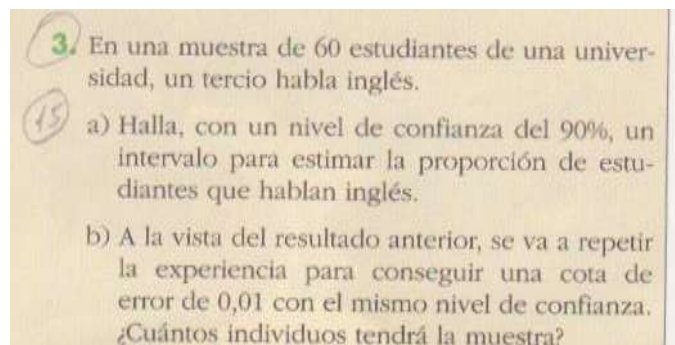 3. En una muestra de 60 estudiantes de una univer-
sidad, un tercio habla inglés.
15
a) Halla, con un nivel de confianza del 90%, un
intervalo para estimar la proporción de estu-
diantes que hablan inglés.
b) A la vista del resultado anterior, se va a repetir
la experiencia para conseguir una cota de
error de 0,01 con el mismo nivel de confianza.
¿Cuántos individuos tendrá la muestra?